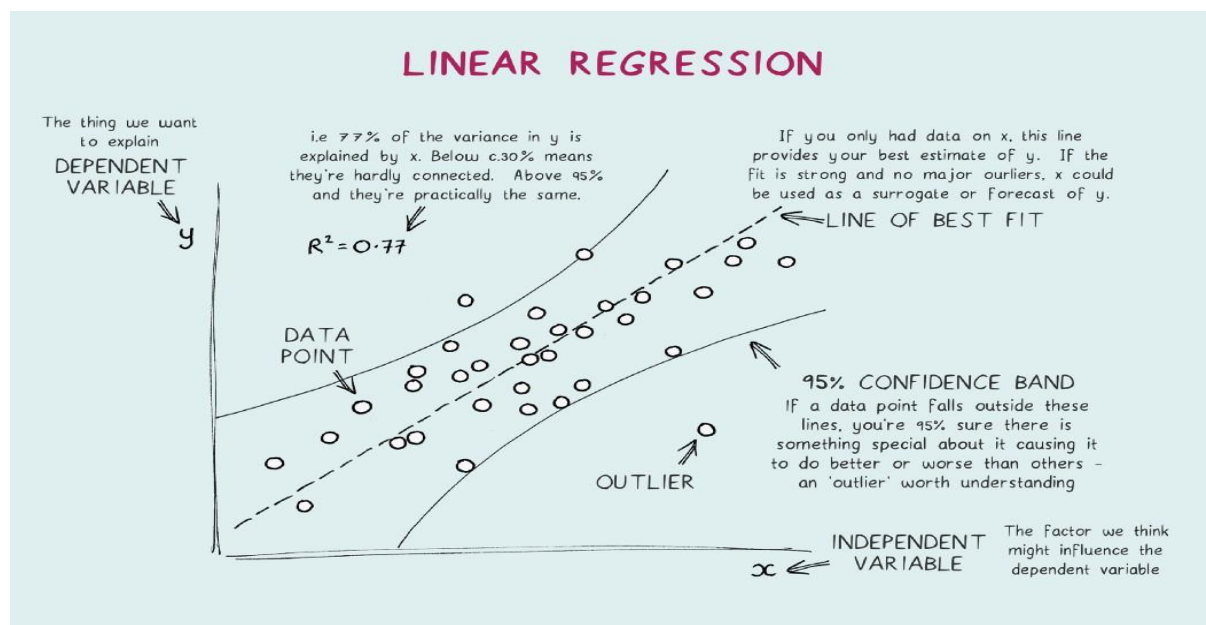 LINEAR REGRESSION
The thing we want
to explain
DEPENDENT
VARIABLE
y
i.e 77% of the variance in y is
explained by x. Below c.30% means
they're hardly connected. Above 95%
and they're practically the same.
R²=0.77
If you only had data on x, this line
provides your best estimate of y. If the
fit is strong and no major ourliers, x could
be used as a surrogate or forecast of y.
LINE OF BEST FIT
DATA
POINT
95% CONFIDENCE BAND
If a data point falls outside these
lines, you're 95% sure there is
something special about it causing it
to do better or worse than others -
an 'outlier' worth understanding
OUTLIER
x
INDEPENDENT
VARIABLE
The factor we think
might influence the
dependent variable